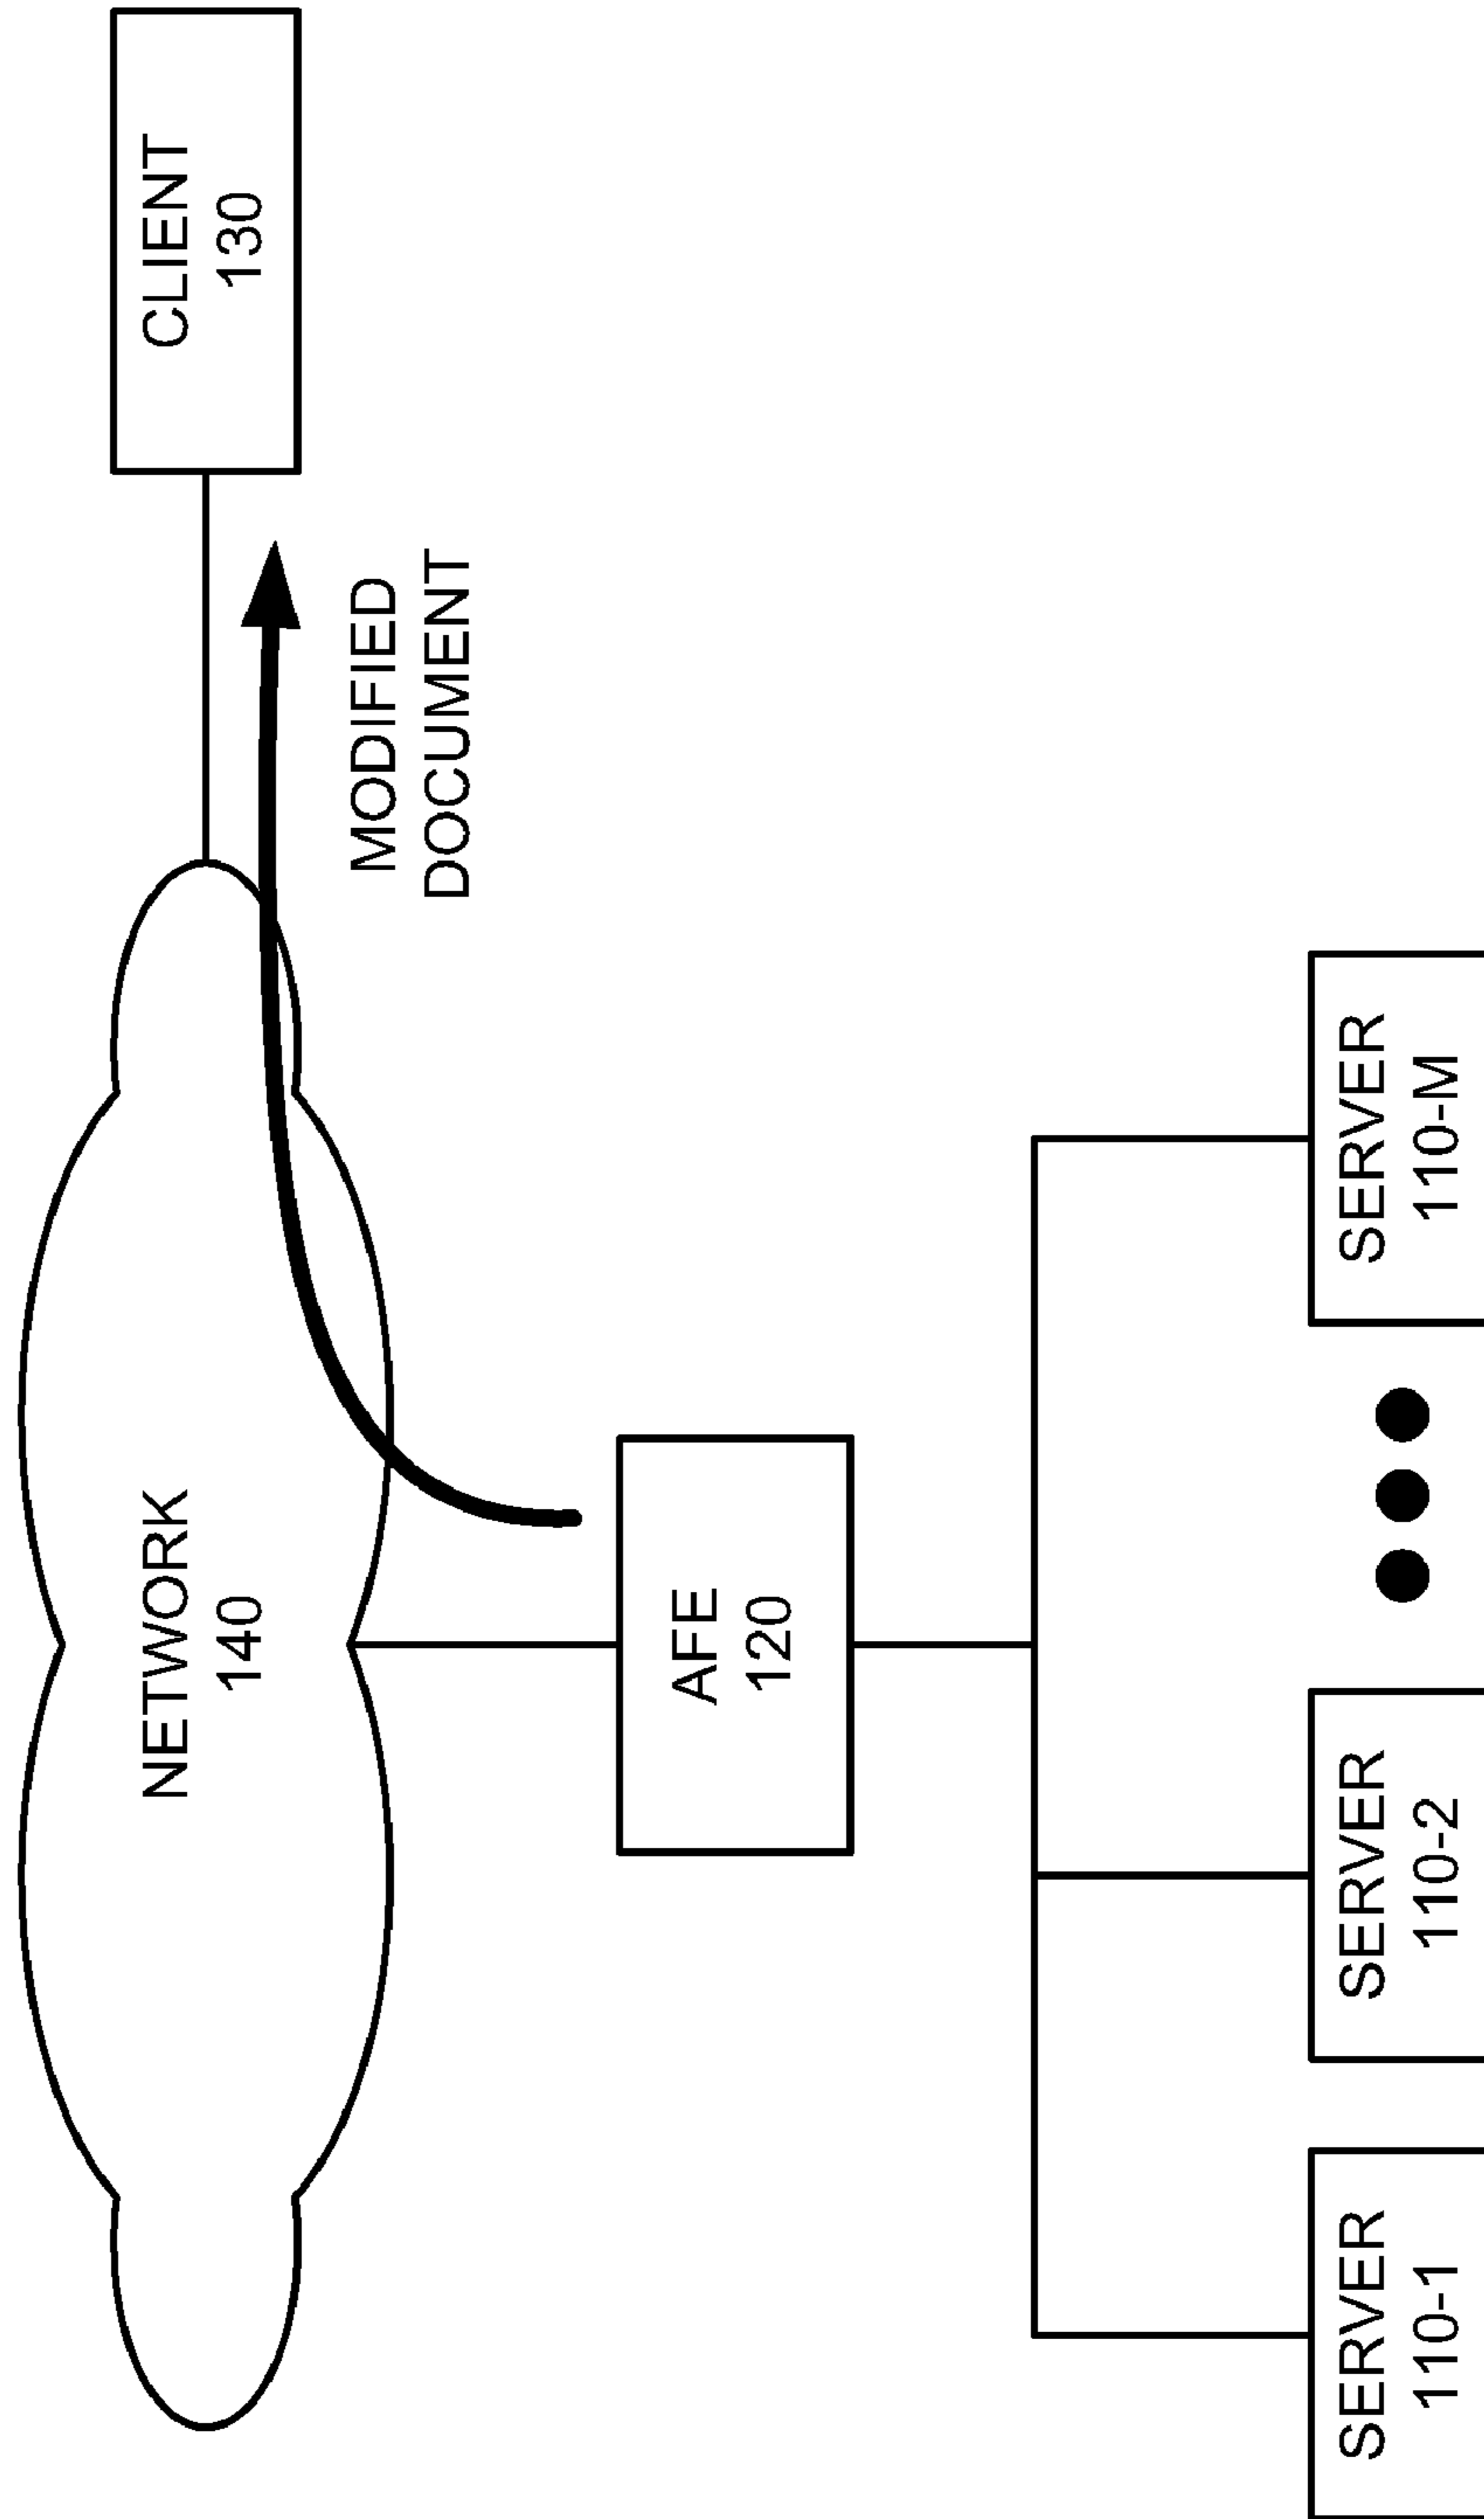 NETWORK
140
CLIENT
130
MODIFIED
DOCUMENT
AFE
120
SERVER
110-1
SERVER
110-2
SERVER
110-M